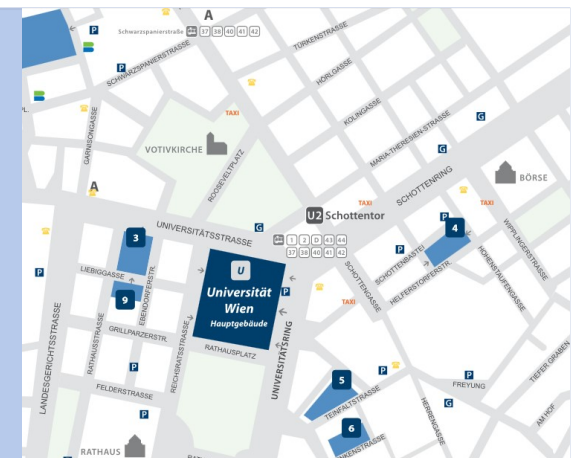 A
Schwarzspanierstraße 37 38 40 41 42
P
TÜRKENSTRASSE
SCHWARZSPANIERSTRASSE
P
HÖRLGASSE
TAXI
KOLINGASSE
G
GARNISONGASSE
VOTIVKIRCHE
MARIA-THERESIEN-STRASSE
G
ROOSEVELTPLATZ
SCHOTTENRING
BÖRSE
A
TAXI
TAXI
U2 Schottentor
P
UNIVERSITÄTSSTRASSE
G
4
WIPPLINGERSTRASSE
3
1 2 D 43 44
37 38 40 41 42
SCHOTTENBASTEI
P
HOHENSTAUFENGASSE
P
LIEBIGGASSE
EBENDORFERSTR.
U
Universität
Wien
Hauptgebäude
P
SCHOTTENGASSE
HELFERSTORFERSTR.
9
TAXI
GRILLPARZERSTR.
LANDESGERICHTSSTRASSE
RATHAUSSTRASSE
REICHSRATSSTRASSE
RATHAUSPLATZ
UNIVERSITÄTSRING
TIEFER GRABEN
P
P
FELDERSTRASSE
5
P
FREYUNG
TEINFALTSTRASSE
HERRENGASSE
G
AM HOF
P
6
RATHAUS
P